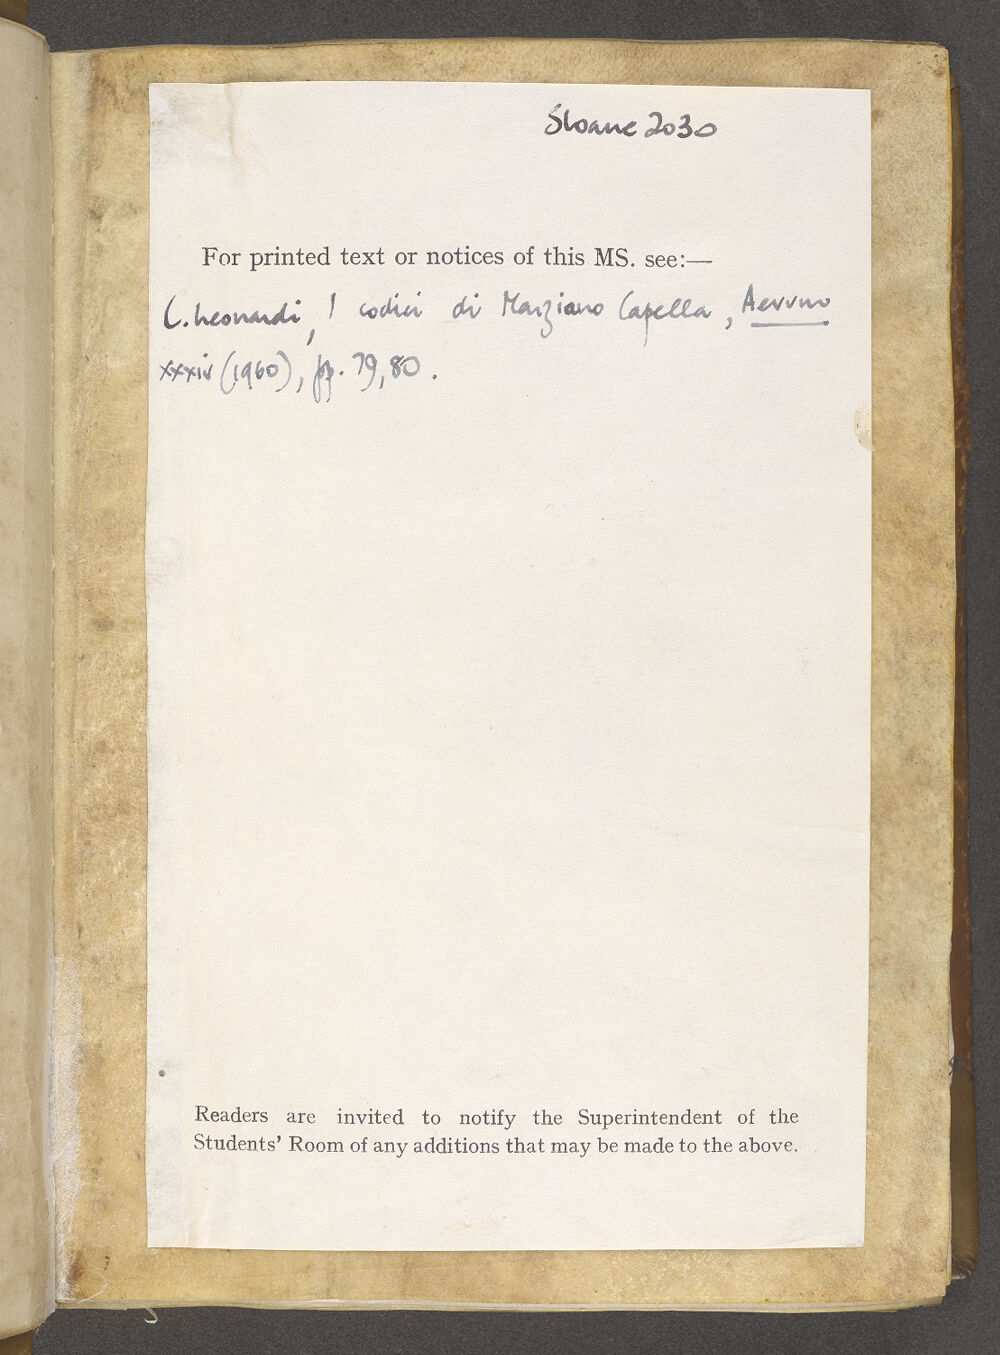 Sloane 2030
For printed text or notices of this MS. see:—
C. Leonardi, I codici di Marziano Capella, Aevum
xxxiv (1960), pp. 79, 80.
Readers are invited to notify the Superintendent of the
Students' Room of any additions that may be made to the above.